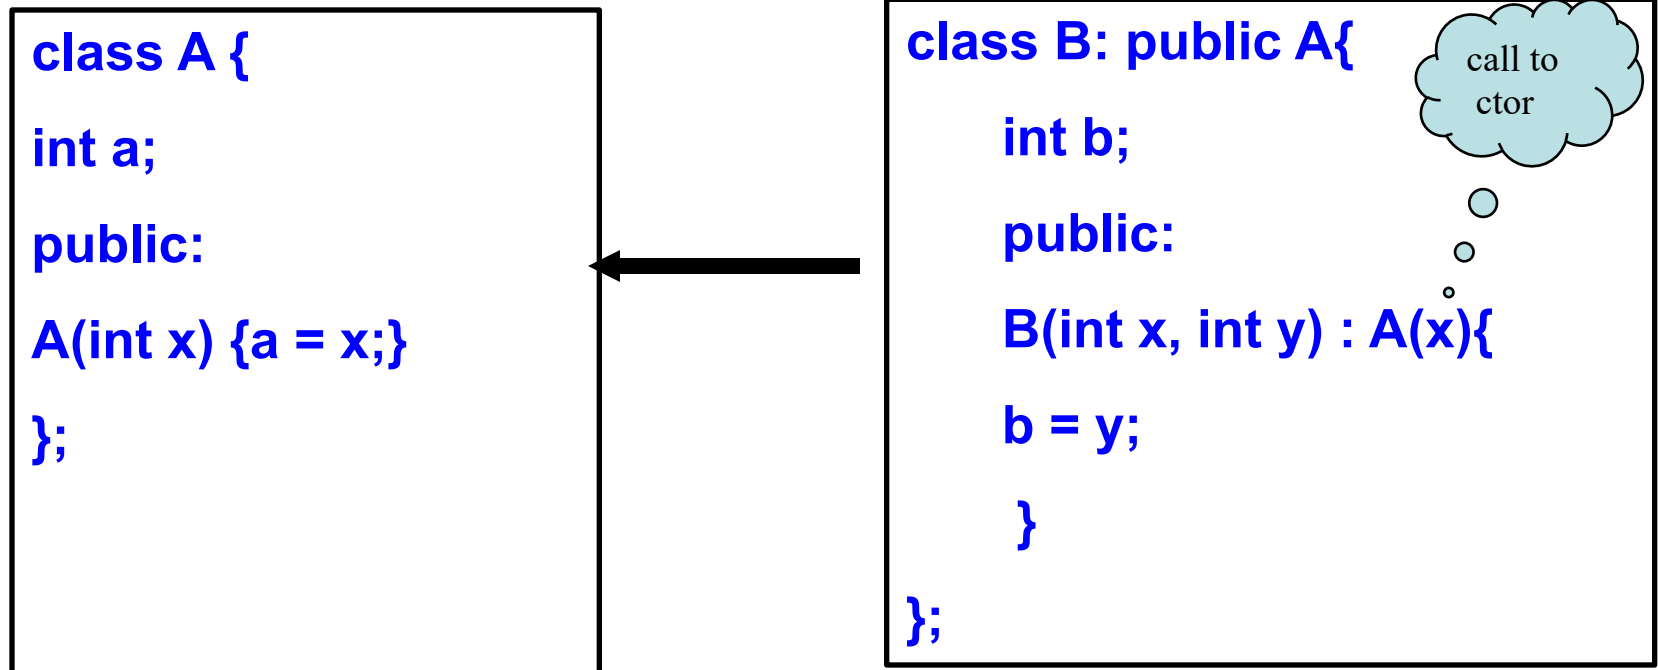 class A {
int a;
public:
A(int x) {a = x;}
};
class B: public A{
int b;
public:
B(int x, int y) : A(x){
b = y;
}
};
call to
ctor